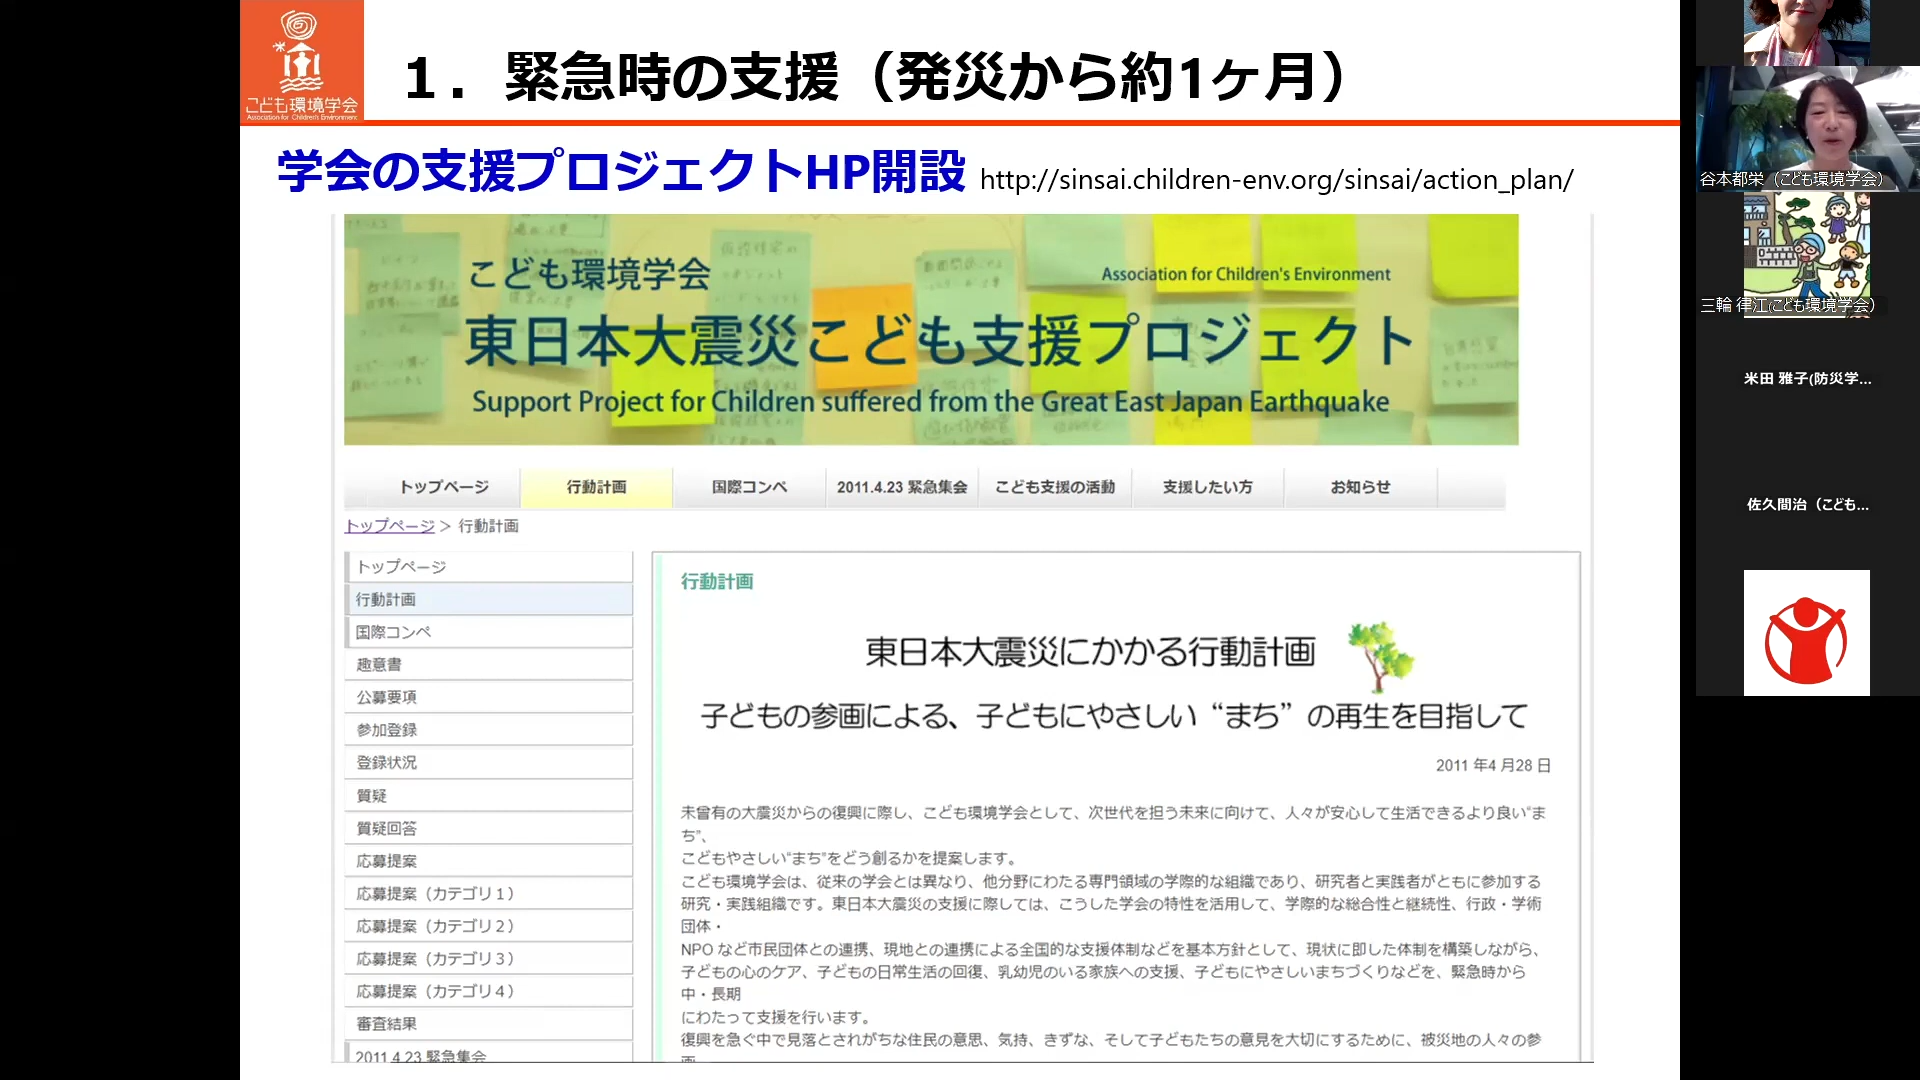 こども環境学会
Association for Children's Environment
１．緊急時の支援（発災から約1ヶ月）
学会の支援プロジェクトHP開設 http://sinsai.children-env.org/sinsai/action_plan/
こども環境学会
Association for Children's Environment
東日本大震災こども支援プロジェクト
Support Project for Children suffered from the Great East Japan Earthquake
トップページ 行動計画 国際コンペ 2011.4.23 緊急集会 こども支援の活動 支援したい方 お知らせ
トップページ > 行動計画
トップページ
行動計画
国際コンペ
趣意書
公募要項
参加登録
登録状況
質疑
質疑回答
応募提案
応募提案（カテゴリ１）
応募提案（カテゴリ２）
応募提案（カテゴリ３）
応募提案（カテゴリ４）
審査結果
2011.4.23 緊急集会
行動計画
東日本大震災にかかる行動計画
子どもの参画による、子どもにやさしい“まち”の再生を目指して
2011 年4 月28 日
未曾有の大震災からの復興に際し、こども環境学会として、次世代を担う未来に向けて、人々が安心して生活できるより良い“ま
ち”、
こどもやさしい“まち”をどう創るかを提案します。
こども環境学会は、従来の学会とは異なり、他分野にわたる専門領域の学際的な組織であり、研究者と実践者がともに参加する
研究・実践組織です。東日本大震災の支援に際しては、こうした学会の特性を活用して、学際的な総合性と継続性、行政・学術
団体・
NPO など市民団体との連携、現地との連携による全国的な支援体制などを基本方針として、現状に即した体制を構築しながら、
子どもの心のケア、子どもの日常生活の回復、乳幼児のいる家族への支援、子どもにやさしいまちづくりなどを、緊急時から
中・長期
にわたって支援を行います。
復興を急ぐ中で見落とされがちな住民の意思、気持、きずな、そして子どもたちの意見を大切にするために、被災地の人々の参
画
谷本都栄（こども環境学会）
三輪 律江(こども環境学会）
米田 雅子(防災学...
佐久間治（こども...